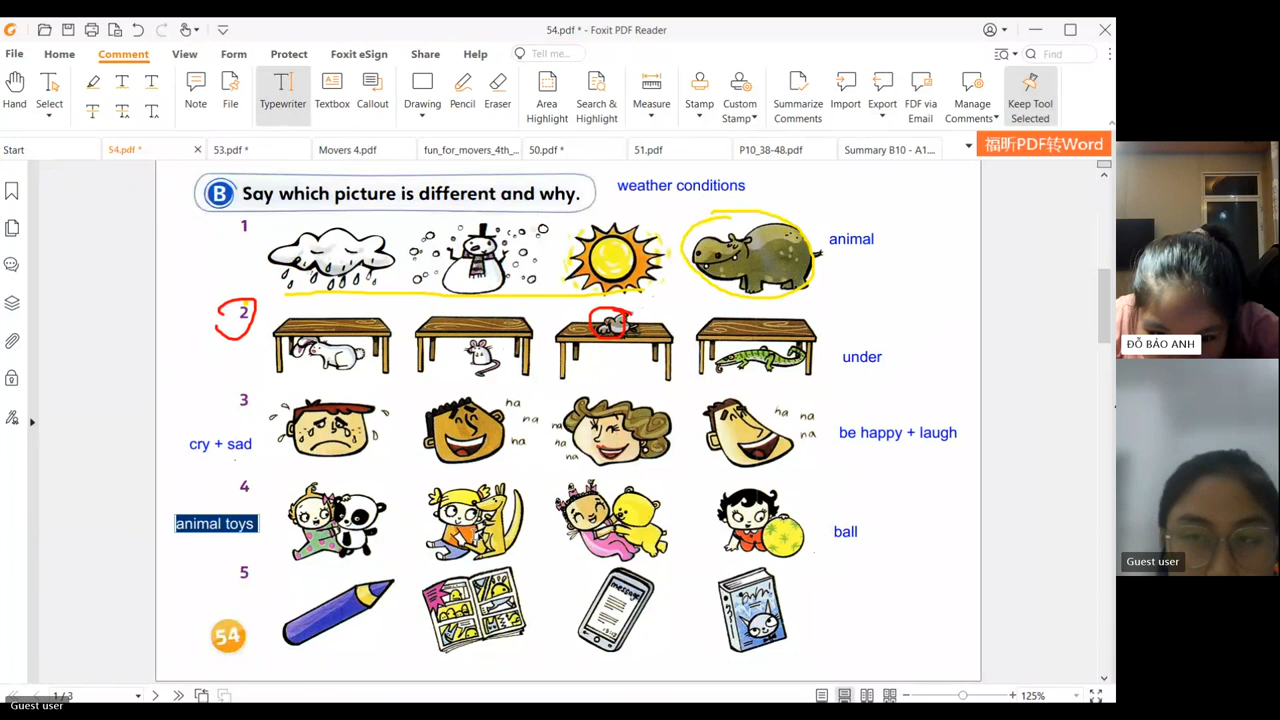 54.pdf * - Foxit PDF Reader
File Home Comment View Form Protect Foxit eSign Share Help Tell me... Find
Hand Select Note File Typewriter Textbox Callout Drawing Pencil Eraser Area Highlight Search & Highlight Measure Stamp Custom Stamp Summarize Comments Import Export FDF via Email Manage Comments Keep Tool Selected
Start 54.pdf * 53.pdf * Movers 4.pdf fun_for_movers_4th_... 50.pdf * 51.pdf P10_38-48.pdf Summary B10 - A1.... 福昕PDF转Word
B Say which picture is different and why. weather conditions
1 animal
2 under
3 ha na ha na ha na ha na na
cry + sad be happy + laugh
4
animal toys ball
5 message
54
1 / 3 125%
Guest user
ĐỖ BẢO ANH
Guest user